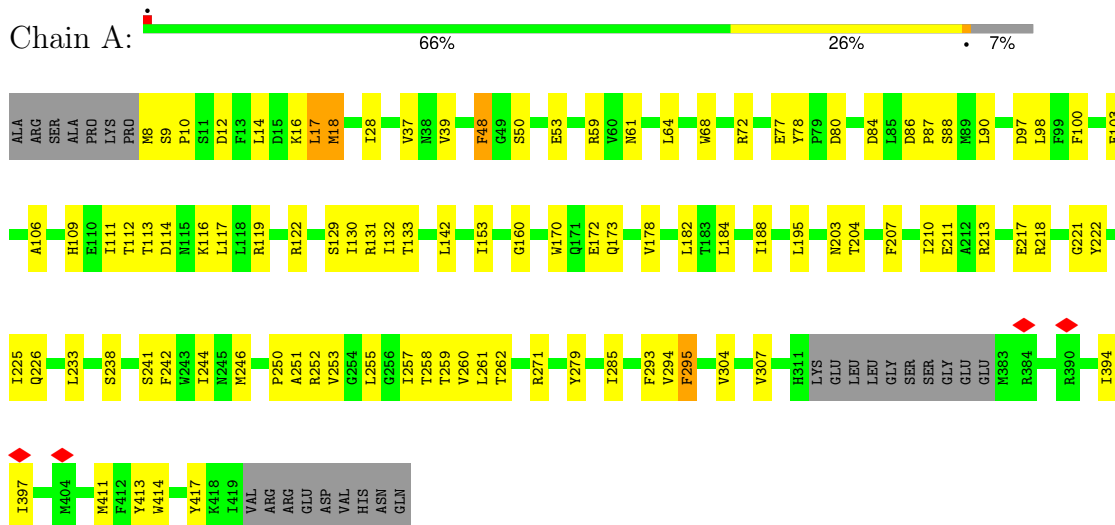 Chain A: 66% 26% • 7%
ALA ARG SER ALA PRO LYS PRO M8 S9 P10 S11 D12 F13 L14 D15 K16 L17 M18 I28 V37 N38 V39 F48 G49 S50 E53 R59 V60 N61 L64 W68 R72 E77 Y78 P79 D80 D84 L85 D86 P87 S88 M89 L90 D97 L98 F99 F100
A106 H109 E110 I111 T112 T113 D114 N115 K116 L117 L118 R119 R122 S129 I130 R131 I132 T133 L142 I153 G160 W170 Q171 E172 Q173 V178 L182 T183 L184 I188 L195 N203 T204 F207 I210 E211 A212 R213 E217 R218 G221 Y222
I225 Q226 L233 S238 S241 F242 W243 I244 N245 M246 P250 A251 R252 V253 G254 L255 G256 I257 T258 T259 V260 L261 T262 R271 Y279 I285 F293 V294 F295 V304 V307 H311 LYS GLU LEU LEU GLY SER SER GLY GLU GLU M383 R384 R390 I394
I397 M404 M411 F412 Y413 W414 Y417 K418 I419 VAL ARG ARG GLU ASP VAL HIS ASN GLN